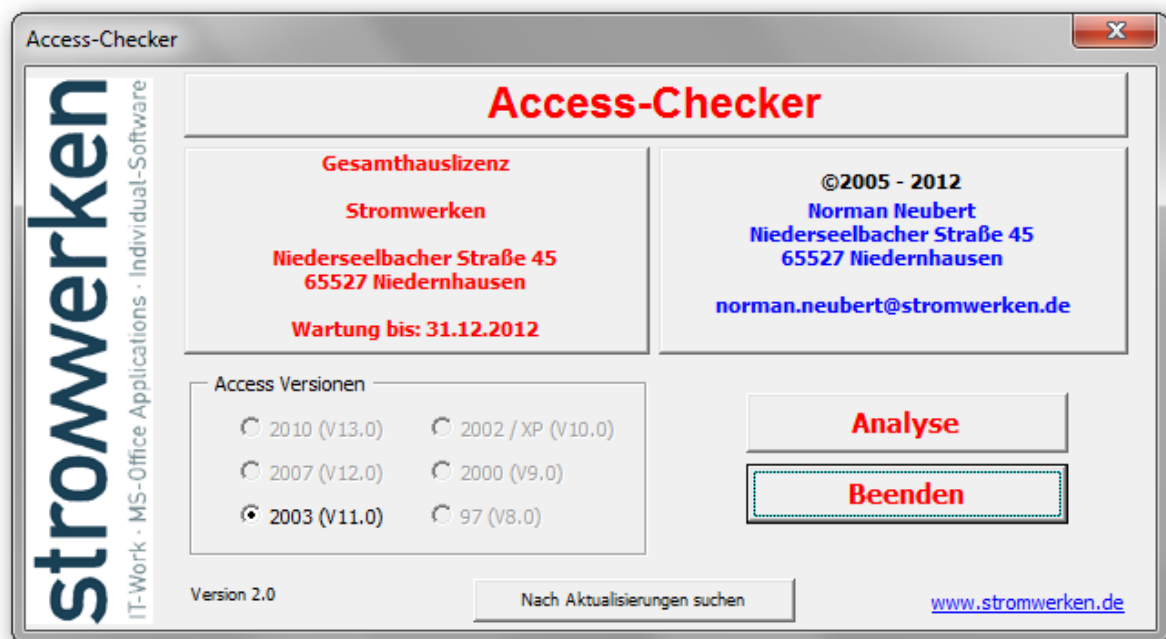 Access-Checker
stromwerken
IT-Work · MS-Office Applications · Individual-Software
Access-Checker
Gesamthauslizenz
Stromwerken
Niederseelbacher Straße 45
65527 Niedernhausen
Wartung bis: 31.12.2012
©2005 - 2012
Norman Neubert
Niederseelbacher Straße 45
65527 Niedernhausen
norman.neubert@stromwerken.de
Access Versionen
2010 (V13.0)
2002 / XP (V10.0)
2007 (V12.0)
2000 (V9.0)
2003 (V11.0)
97 (V8.0)
Analyse
Beenden
Version 2.0
Nach Aktualisierungen suchen
www.stromwerken.de